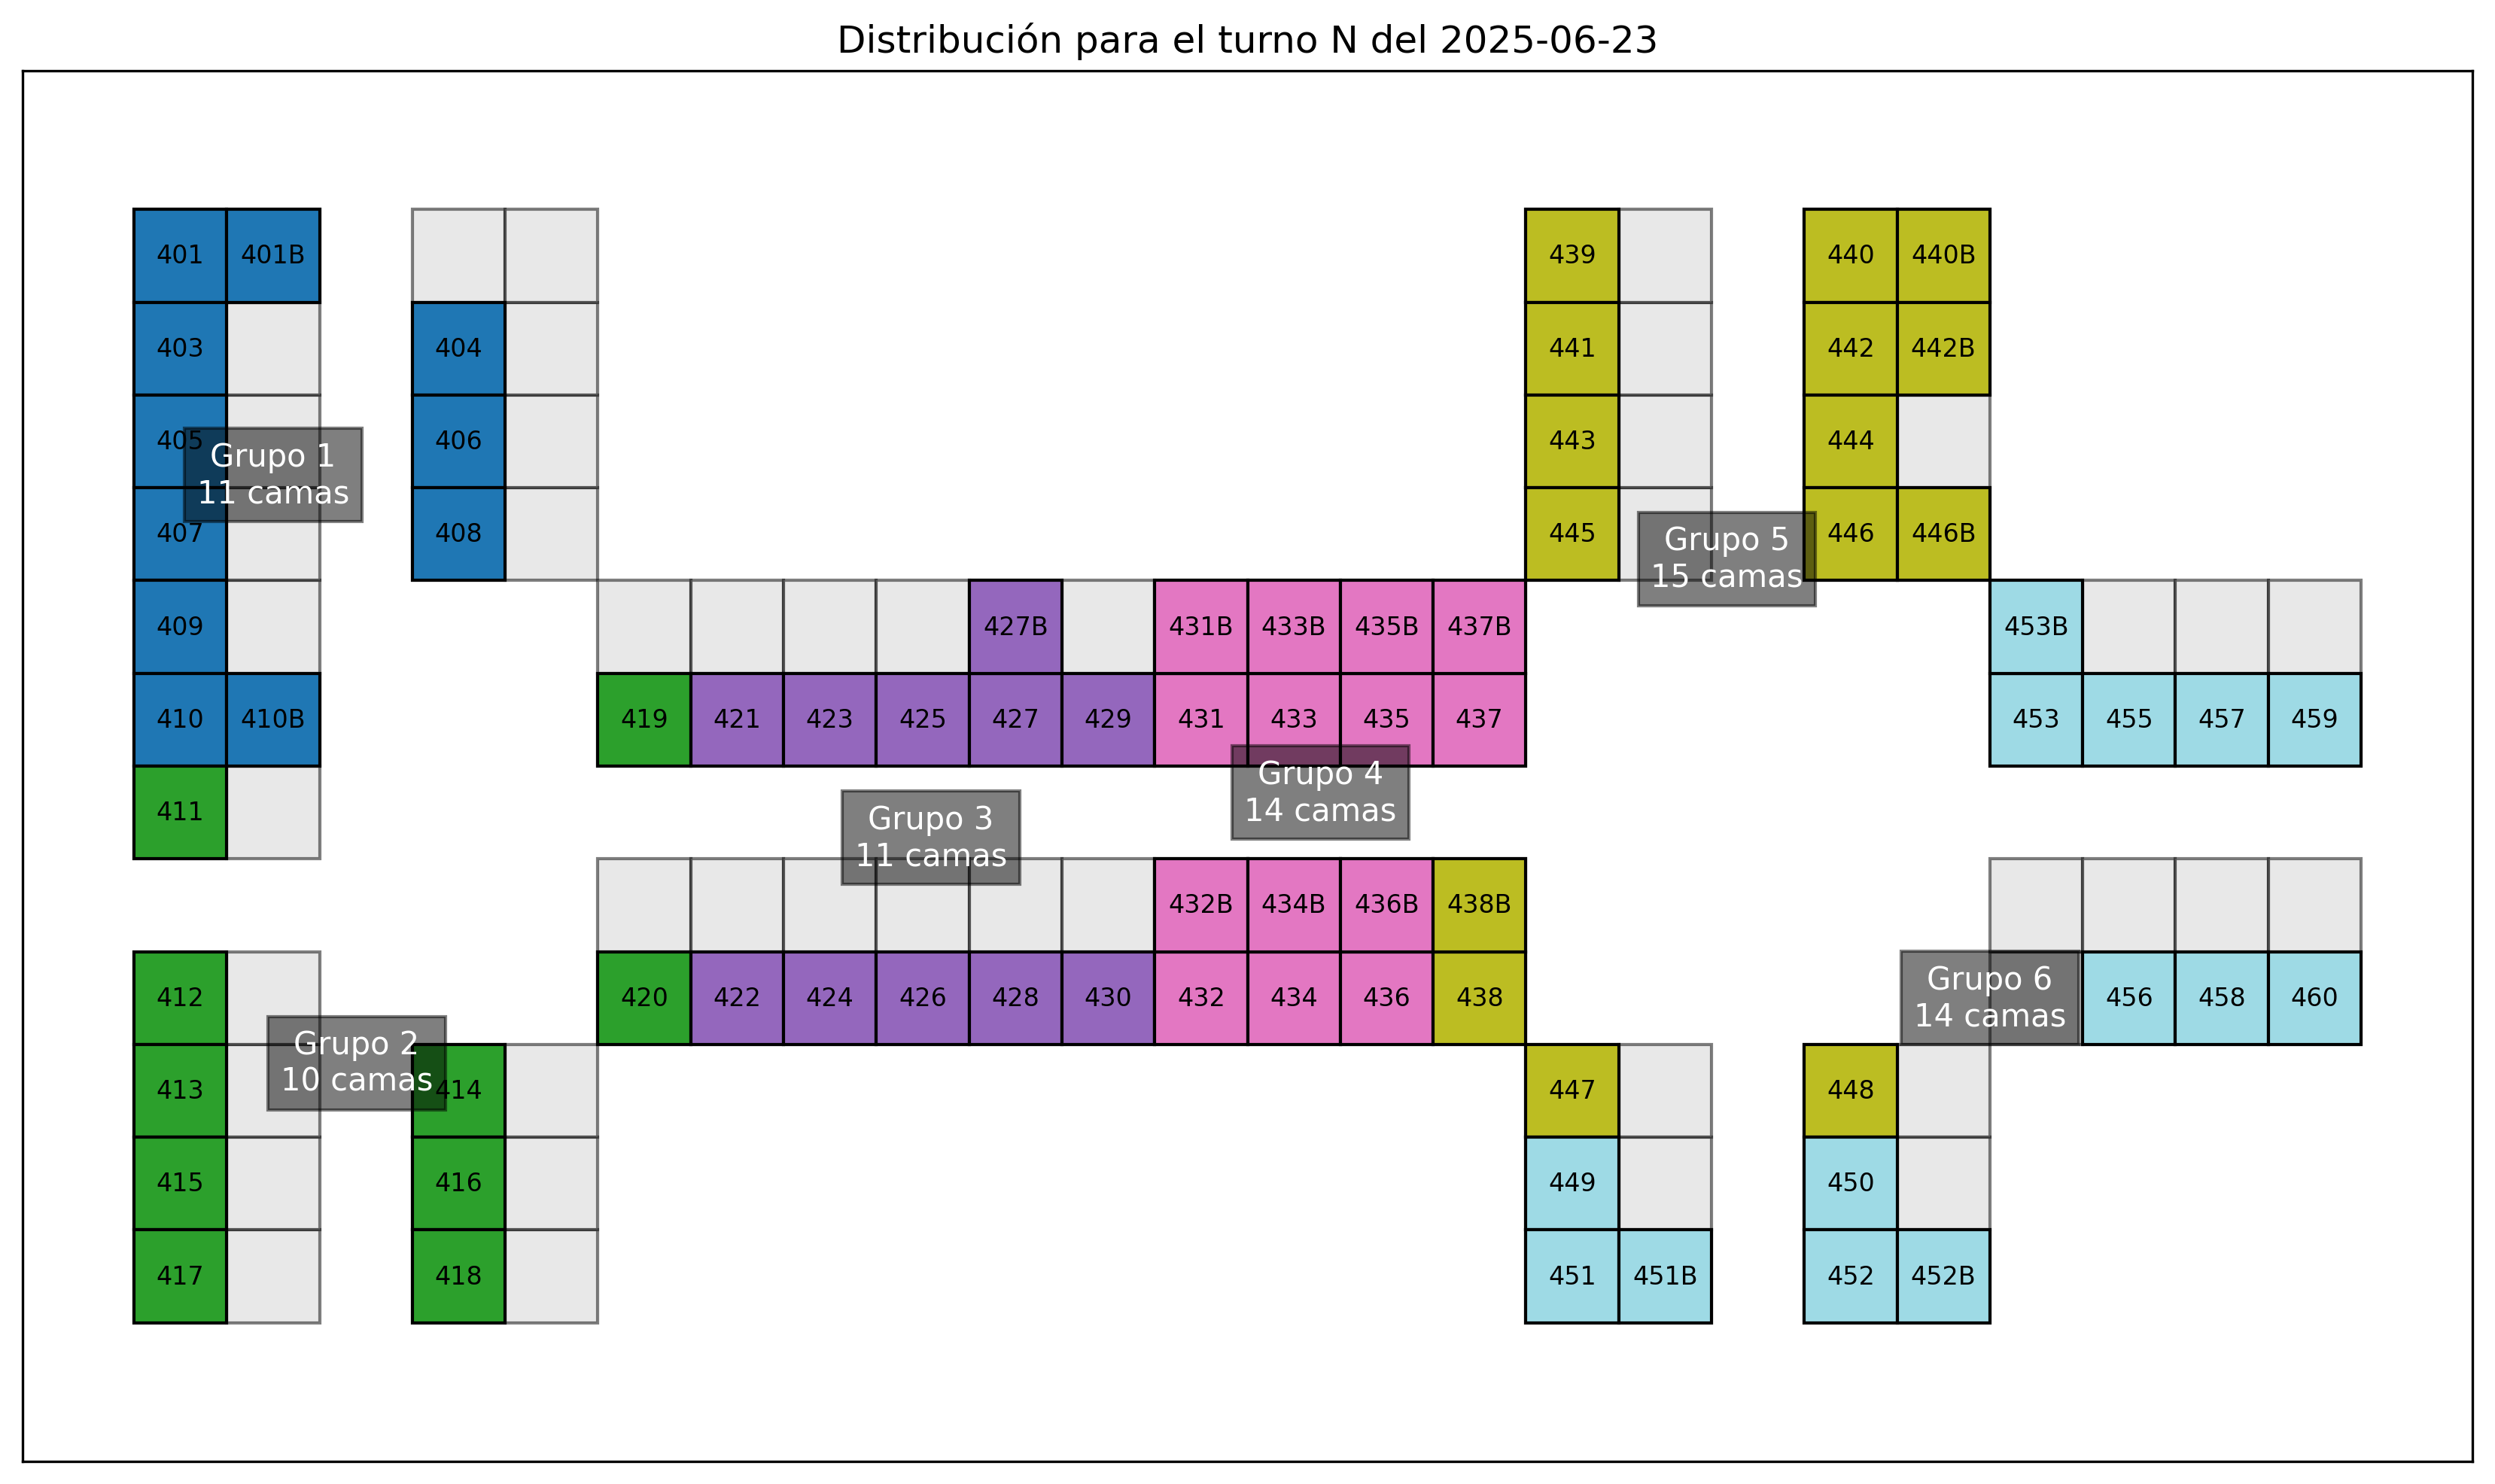 Distribución para el turno N del 2025-06-23
401 401B 439 440 440B
403 404 441 442 442B
405 406 443 444
Grupo 1
11 camas
407 408 445 446 446B
Grupo 5
15 camas
409 427B 431B 433B 435B 437B 453B
410 410B 419 421 423 425 427 429 431 433 435 437 453 455 457 459
Grupo 4
14 camas
411
Grupo 3
11 camas
432B 434B 436B 438B
412 420 422 424 426 428 430 432 434 436 438 456 458 460
Grupo 6
14 camas
Grupo 2
10 camas
413 414 447 448
415 416 449 450
417 418 451 451B 452 452B